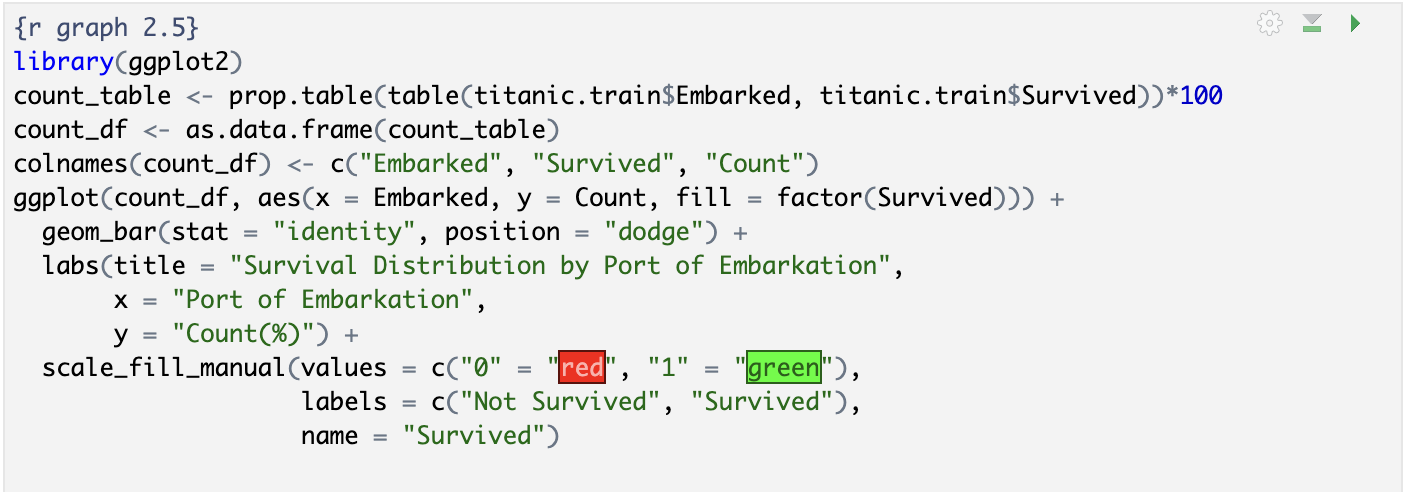 {r graph 2.5}
library(ggplot2)
count_table <- prop.table(table(titanic.train$Embarked, titanic.train$Survived))*100
count_df <- as.data.frame(count_table)
colnames(count_df) <- c("Embarked", "Survived", "Count")
ggplot(count_df, aes(x = Embarked, y = Count, fill = factor(Survived))) +
  geom_bar(stat = "identity", position = "dodge") +
  labs(title = "Survival Distribution by Port of Embarkation",
       x = "Port of Embarkation",
       y = "Count(%)") +
  scale_fill_manual(values = c("0" = "red", "1" = "green"),
                    labels = c("Not Survived", "Survived"),
                    name = "Survived")